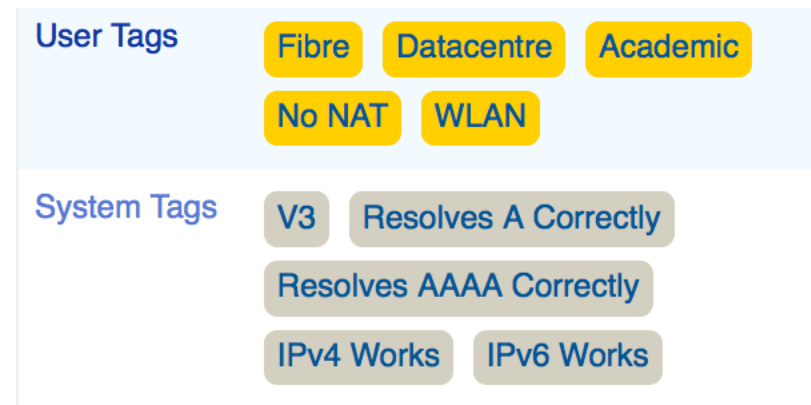 User Tags Fibre Datacentre Academic
No NAT WLAN
System Tags V3 Resolves A Correctly
Resolves AAAA Correctly
IPv4 Works IPv6 Works